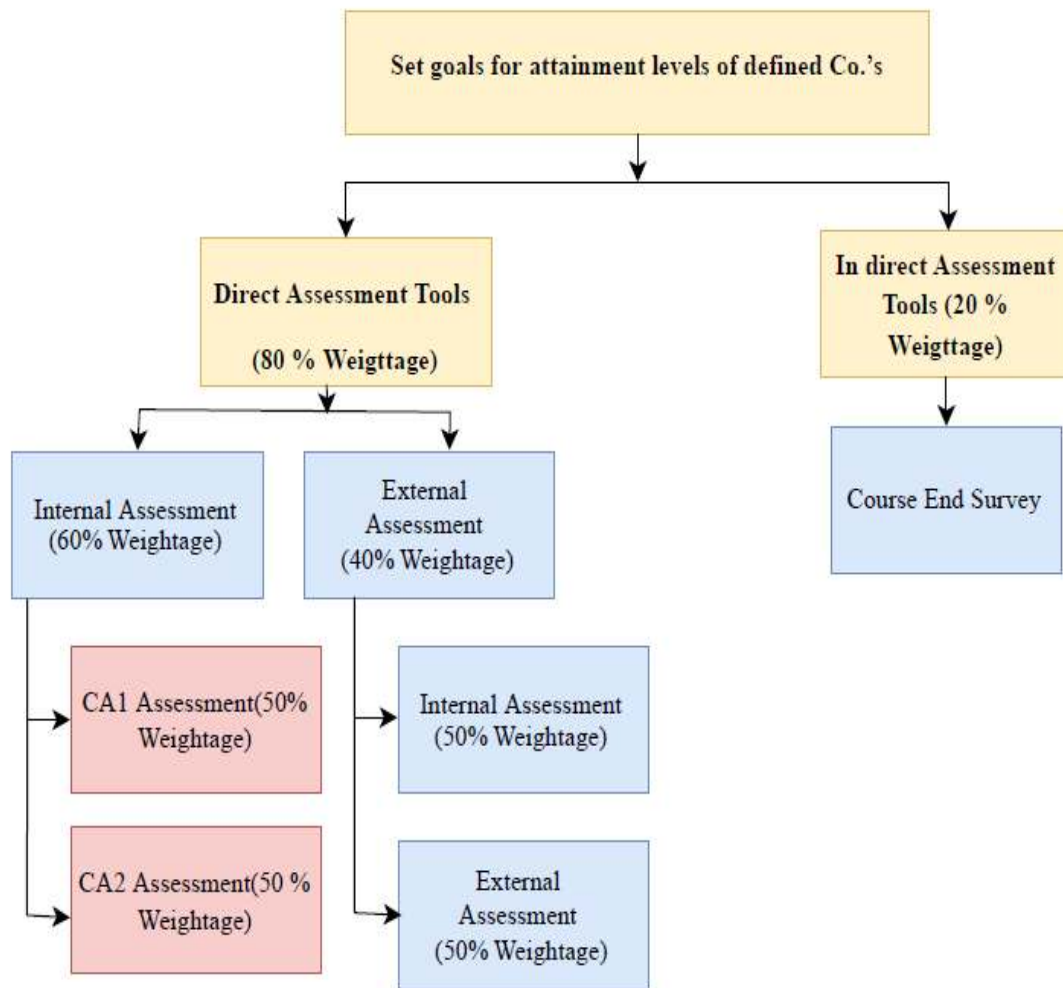 Set goals for attainment levels of defined Co.’s
Direct Assessment Tools
(80 % Weigttage)
In direct Assessment
Tools (20 %
Weigttage)
Internal Assessment
(60% Weightage)
External
Assessment
(40% Weightage)
Course End Survey
CA1 Assessment(50%
Weightage)
Internal Assessment
(50% Weightage)
CA2 Assessment(50 %
Weightage)
External
Assessment
(50% Weightage)